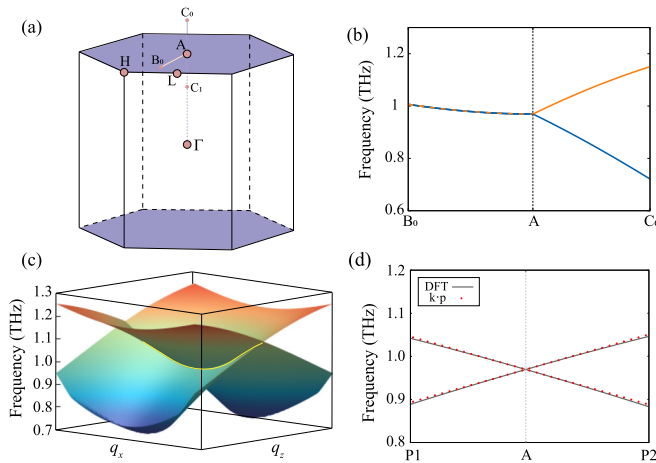 (a)
C₀
A
H
B₀
L
C₁
Γ
(b)
Frequency (THz)
1.2
1
0.8
0.6
B₀
A
(c)
Frequency (THz)
1.3
1.2
1.1
1.0
0.9
0.8
0.7
qₓ
q_z
(d)
Frequency (THz)
1.2
1.1
1.0
0.9
0.8
DFT
k·p
P1
A
P2